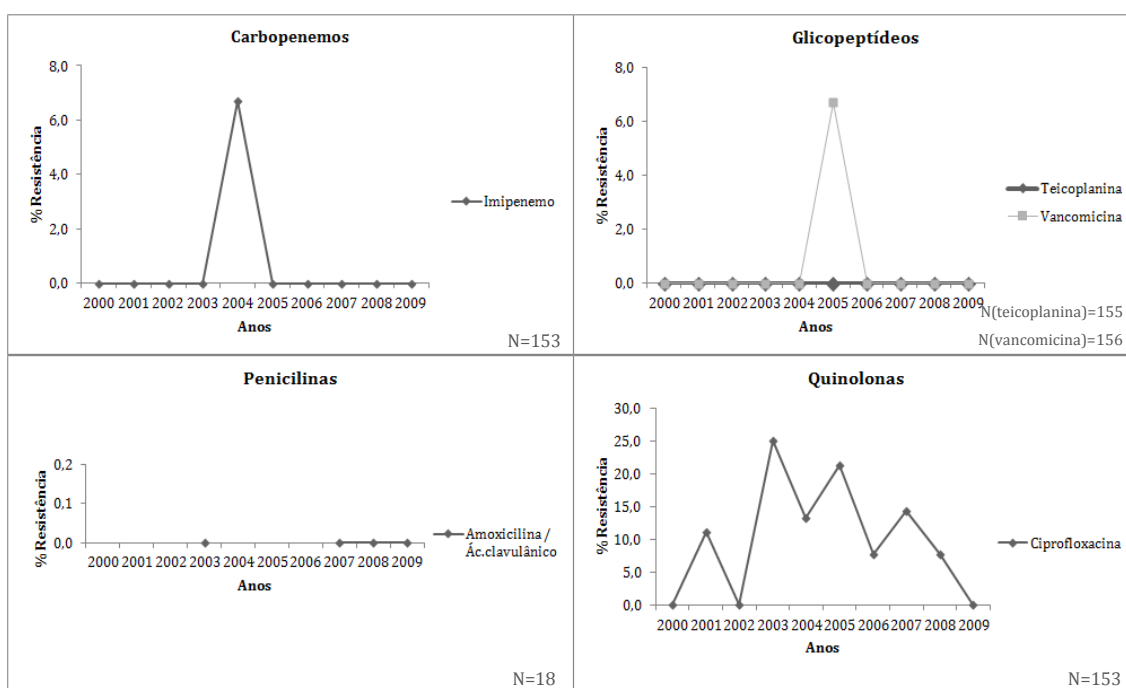 Carbopenemos
8,0
6,0
4,0
2,0
0,0
% Resistência
2000 2001 2002 2003 2004 2005 2006 2007 2008 2009
Anos
Imipenemo
N=153
Glicopeptídeos
8,0
6,0
4,0
2,0
0,0
% Resistência
2000 2001 2002 2003 2004 2005 2006 2007 2008 2009
Anos
Teicoplanina
Vancomicina
N(teicoplanina)=155
N(vancomicina)=156
Penicilinas
0,2
0,1
0,0
% Resistência
2000 2001 2002 2003 2004 2005 2006 2007 2008 2009
Anos
Amoxicilina /
Ác.clavulânico
N=18
Quinolonas
30,0
25,0
20,0
15,0
10,0
5,0
0,0
% Resistência
2000 2001 2002 2003 2004 2005 2006 2007 2008 2009
Anos
Ciprofloxacina
N=153